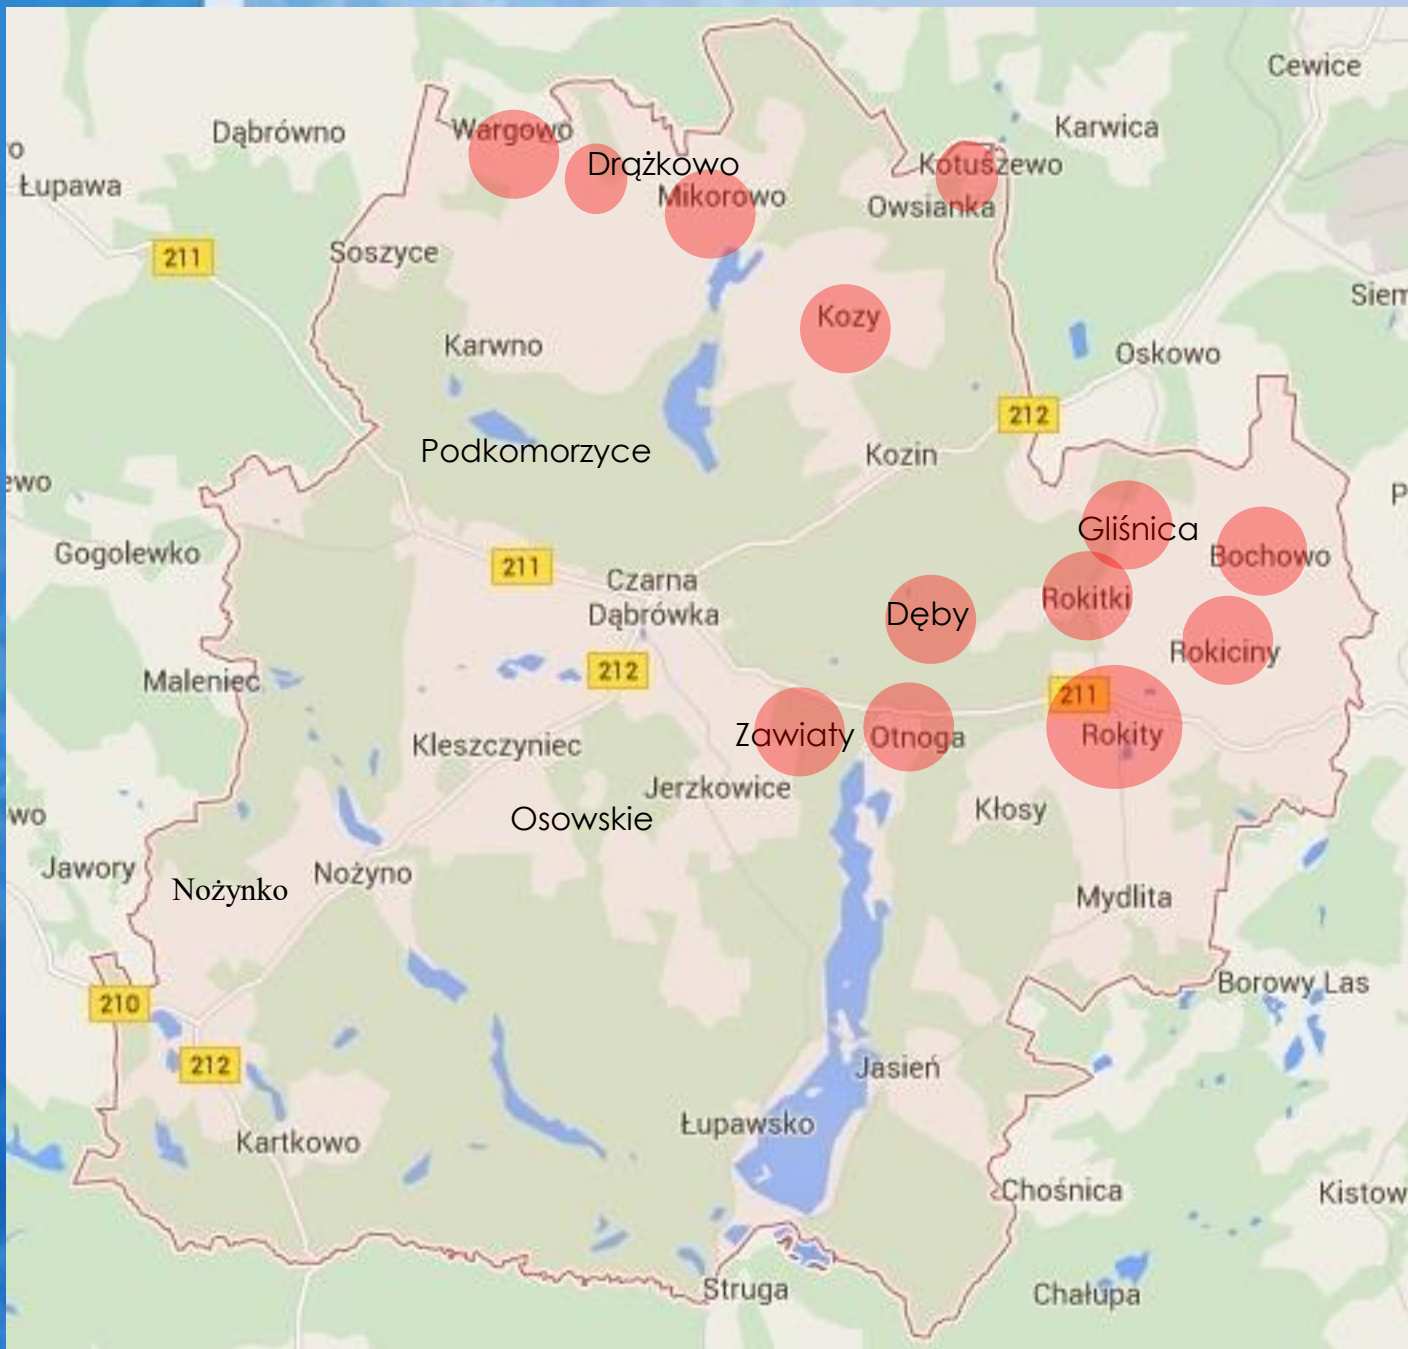 Cewice
Dąbrówno
Wargowo
Karwica
o
Drążkowo
Kotuszewo
Łupawa
Mikorowo
Owsianka
Soszyce
211
Siem
Kozy
Karwno
Oskowo
212
Podkomorzyce
Kozin
ewo
P
Gliśnica
Gogolewko
211
Bochowo
Czarna
Dąbrówka
Rokitki
Dęby
Rokiciny
212
Maleniec
211
Zawiaty
Otnoga
Rokity
Kleszczyniec
Jerzkowice
Kłosy
wo
Osowskie
Jawory
Nożyno
Nożynko
Mydlita
Borowy Las
210
212
Jasień
Łupawsko
Kartkowo
Chośnica
Kistow
Struga
Chałupa